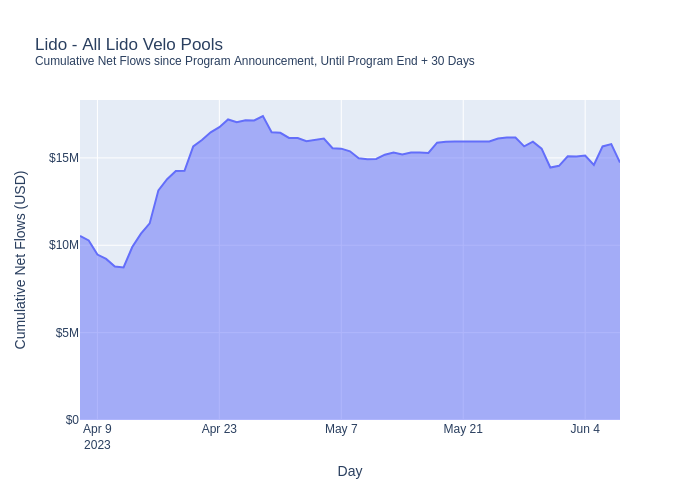 Lido - All Lido Velo Pools
Cumulative Net Flows since Program Announcement, Until Program End + 30 Days
Cumulative Net Flows (USD)
$15M
$10M
$5M
$0
Apr 9
2023
Apr 23
May 7
May 21
Jun 4
Day